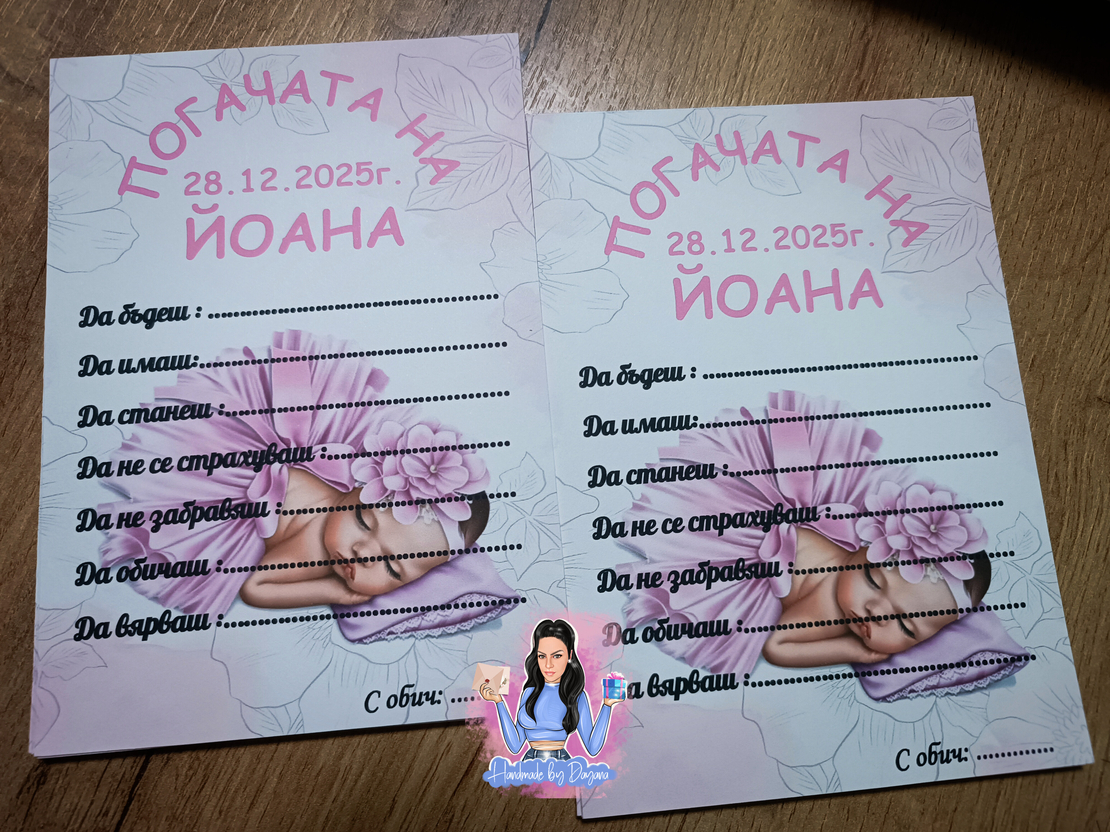 ПОГАЧАТА НА
28.12.2025г.
ЙОАНА
Да бъдеш : ........................................
Да имаш:........................................
Да станеш :........................................
Да не се страхуваш :.........................
Да не забравяш :................................
Да обичаш :........................................
Да вярваш :........................................
С обич: ....
ПОГАЧАТА НА
28.12.2025г.
ЙОАНА
Да бъдеш : ........................................
Да имаш:........................................
Да станеш :........................................
Да не се страхуваш :.........................
Да не забравяш :................................
Да обичаш :........................................
а вярваш :........................................
С обич: ............
Handmade by Dayana